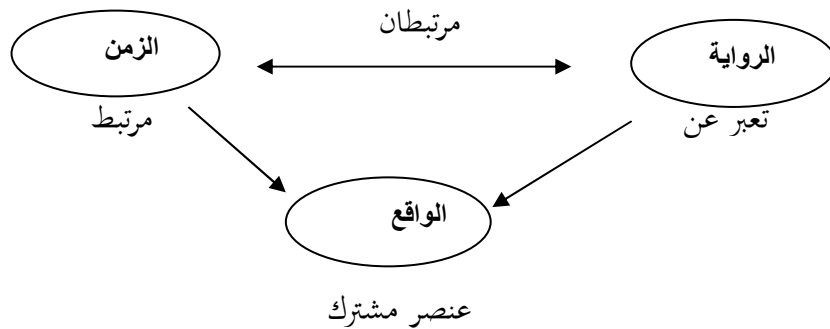 مرتبطان
الرواية
الزمن
تعبر عن
مرتبط
الواقع
عنصر مشترك